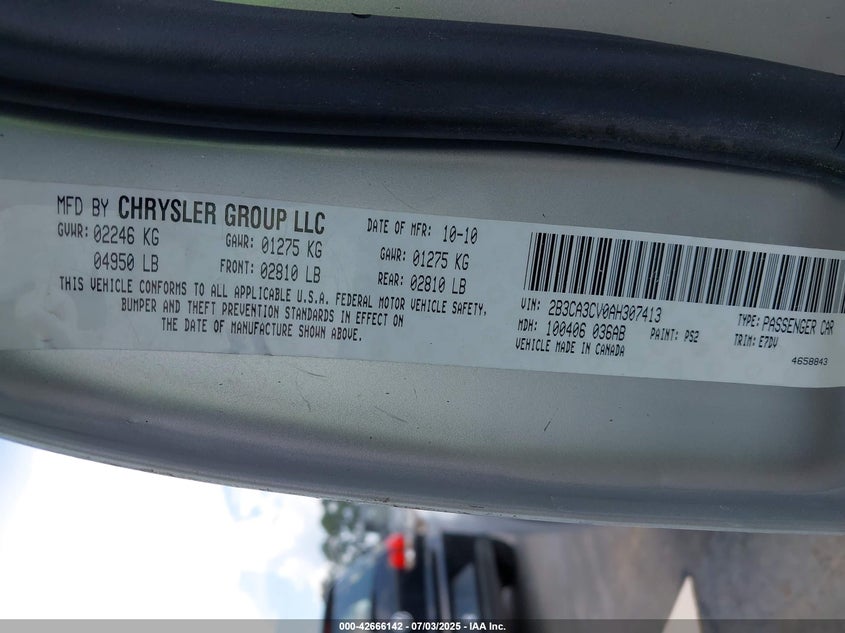 MFD BY CHRYSLER GROUP LLC
DATE OF MFR: 10-10
GVWR: 02246 KG
GAWR: 01275 KG
GAWR: 01275 KG
04950 LB
FRONT: 02810 LB
REAR: 02810 LB
THIS VEHICLE CONFORMS TO ALL APPLICABLE U.S.A. FEDERAL MOTOR VEHICLE SAFETY,
BUMPER AND THEFT PREVENTION STANDARDS IN EFFECT ON
THE DATE OF MANUFACTURE SHOWN ABOVE.
VIN: 2B3CA3CV0AH307413
TYPE: PASSENGER CAR
MDH: 100406 036AB
PAINT: PS2
TRIM: E7DV
VEHICLE MADE IN CANADA
4658843
000-42666142 - 07/03/2025 - IAA Inc.